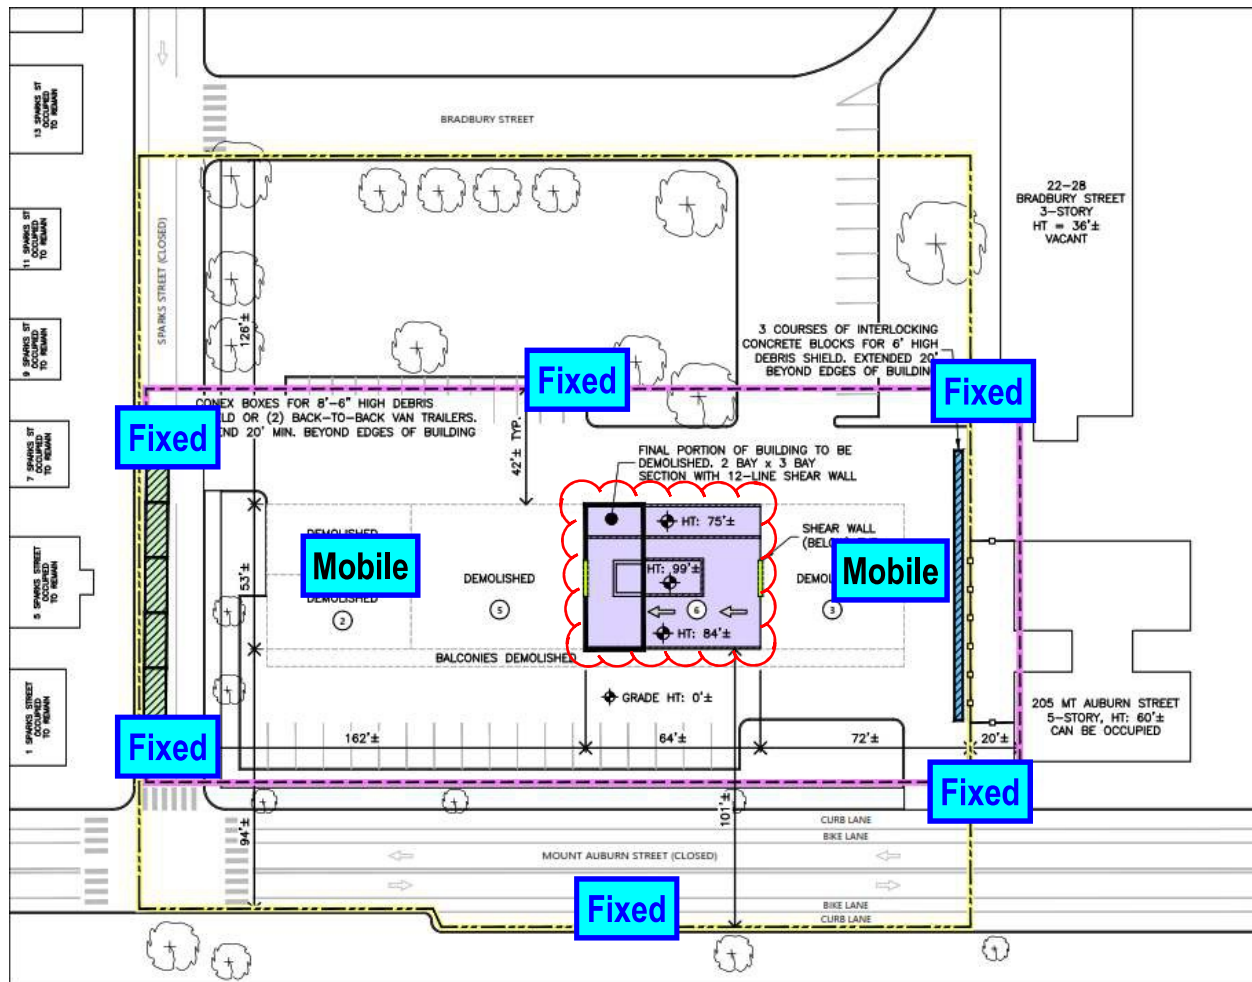 BRADBURY STREET
13 SPARKS ST
OCCUPIED
TO REMAIN
11 SPARKS ST
OCCUPIED
TO REMAIN
9 SPARKS ST
OCCUPIED
TO REMAIN
7 SPARKS ST
OCCUPIED
TO REMAIN
5 SPARKS STREET
OCCUPIED
TO REMAIN
1 SPARKS STREET
OCCUPIED
TO REMAIN
SPARKS STREET (CLOSED)
22-28
BRADBURY STREET
3-STORY
HT = 36'±
VACANT
126'±
3 COURSES OF INTERLOCKING
CONCRETE BLOCKS FOR 6' HIGH
DEBRIS SHIELD. EXTENDED 20'
BEYOND EDGES OF BUILDING
Fixed
Fixed
CONEX BOXES FOR 8'-6" HIGH DEBRIS
OR (2) BACK-TO-BACK VAN TRAILERS.
20' MIN. BEYOND EDGES OF BUILDING
Fixed
42'± TYP.
FINAL PORTION OF BUILDING TO BE
DEMOLISHED. 2 BAY x 3 BAY
SECTION WITH 12-LINE SHEAR WALL
HT: 75'±
SHEAR WALL
DEMOLISHED
Mobile
Mobile
53'±
DEMOLISHED
HT: 99'±
DEMOLISHED
2
5
6
3
HT: 84'±
BALCONIES DEMOLISHED
GRADE HT: 0'±
205 MT AUBURN STREET
5-STORY, HT: 60'±
CAN BE OCCUPIED
Fixed
162'±
64'±
72'±
20'±
Fixed
94'±
101'±
CURB LANE
BIKE LANE
MOUNT AUBURN STREET (CLOSED)
Fixed
BIKE LANE
CURB LANE